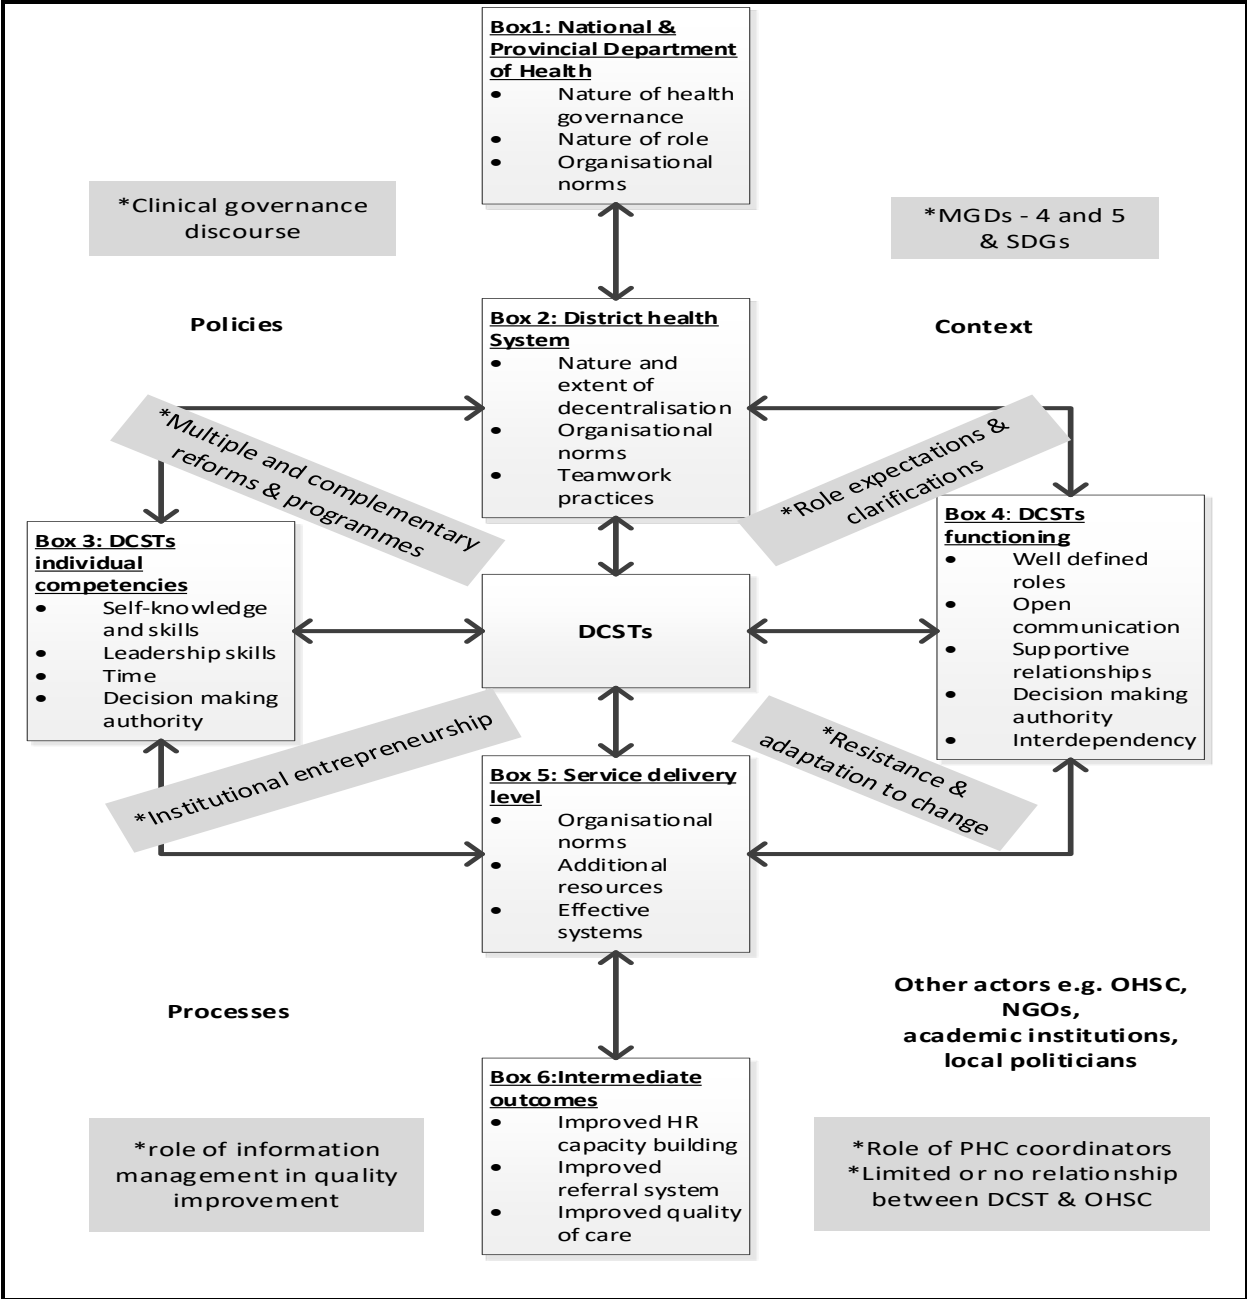 Box1: National &
Provincial Department
of Health
• Nature of health
governance
• Nature of role
• Organisational
norms
*Clinical governance
discourse
*MGDs - 4 and 5
& SDGs
Policies
Context
Box 2: District health
System
• Nature and
extent of
decentralisation
• Organisational
norms
• Teamwork
practices
*Multiple and complementary
reforms & programmes
*Role expectations &
clarifications
Box 3: DCSTs
individual
competencies
• Self-knowledge
and skills
• Leadership skills
• Time
• Decision making
authority
DCSTs
Box 4: DCSTs
functioning
• Well defined
roles
• Open
communication
• Supportive
relationships
• Decision making
authority
• Interdependency
*Institutional entrepreneurship
*Resistance &
adaptation to change
Box 5: Service delivery
level
• Organisational
norms
• Additional
resources
• Effective
systems
Processes
Other actors e.g. OHSC,
NGOs,
academic institutions,
local politicians
Box 6:Intermediate
outcomes
• Improved HR
capacity building
• Improved
referral system
• Improved quality
of care
*role of information
management in quality
improvement
*Role of PHC coordinators
*Limited or no relationship
between DCST & OHSC